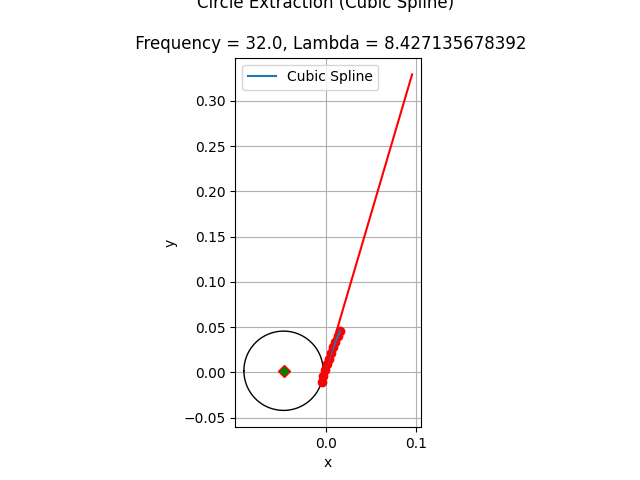 Circle Extraction (Cubic Spline)
Frequency = 32.0, Lambda = 8.427135678392
Cubic Spline
0.30
0.25
0.20
0.15
0.10
0.05
0.00
−0.05
y
0.0
0.1
x